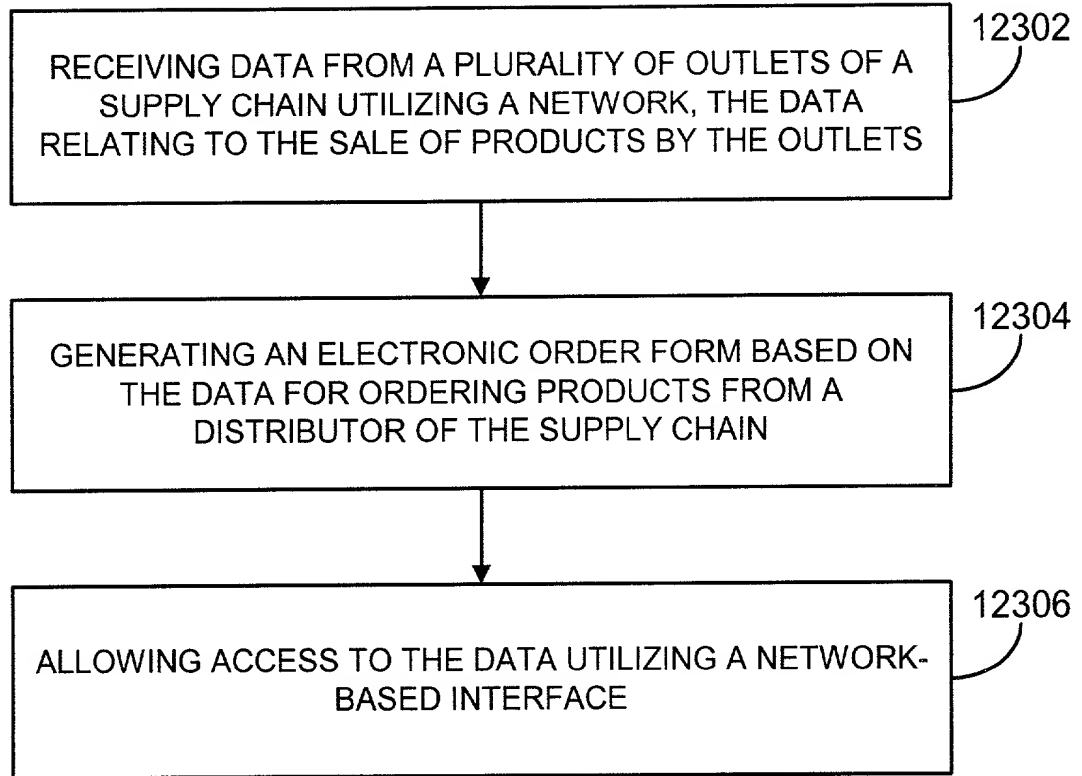 12302
RECEIVING DATA FROM A PLURALITY OF OUTLETS OF A
SUPPLY CHAIN UTILIZING A NETWORK, THE DATA
RELATING TO THE SALE OF PRODUCTS BY THE OUTLETS
12304
GENERATING AN ELECTRONIC ORDER FORM BASED ON
THE DATA FOR ORDERING PRODUCTS FROM A
DISTRIBUTOR OF THE SUPPLY CHAIN
12306
ALLOWING ACCESS TO THE DATA UTILIZING A NETWORK-
BASED INTERFACE